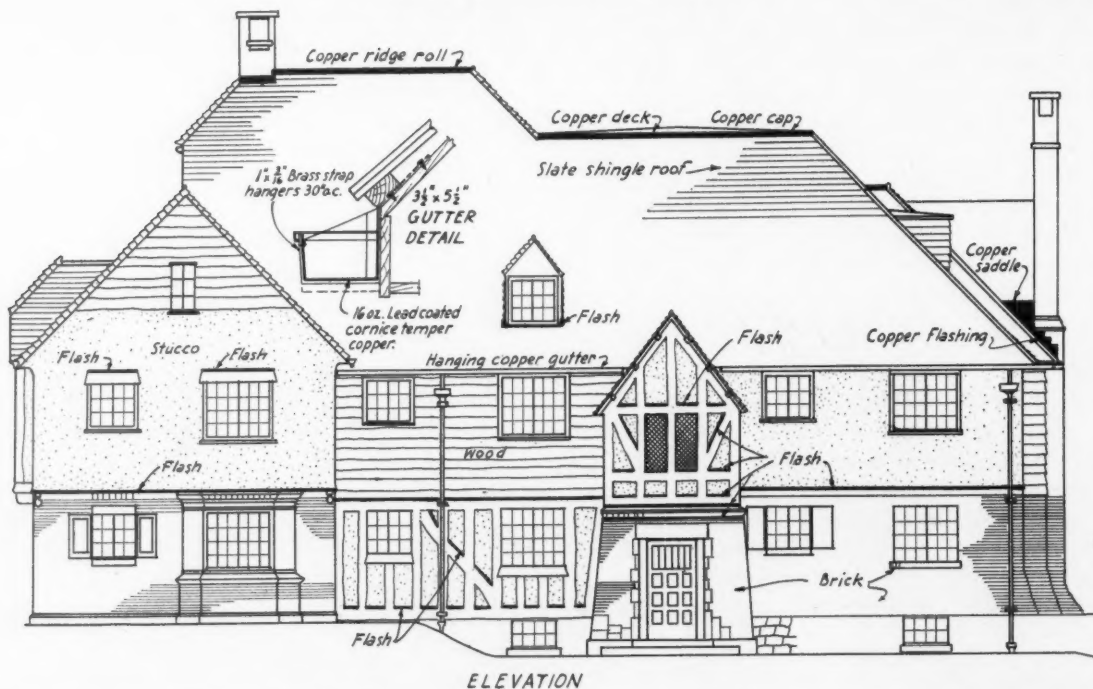 Copper ridge roll
Copper deck
Copper cap
Slate shingle roof
1" x 3/16" Brass strap
hangers 30" o.c.
3 1/2" x 5 1/2"
GUTTER
DETAIL
16 oz. Lead coated
cornice temper
copper.
Copper
saddle
Flash
Copper Flashing
Flash
Stucco
Flash
Hanging copper gutter
Flash
Wood
Flash
Flash
Brick
Flash
ELEVATION